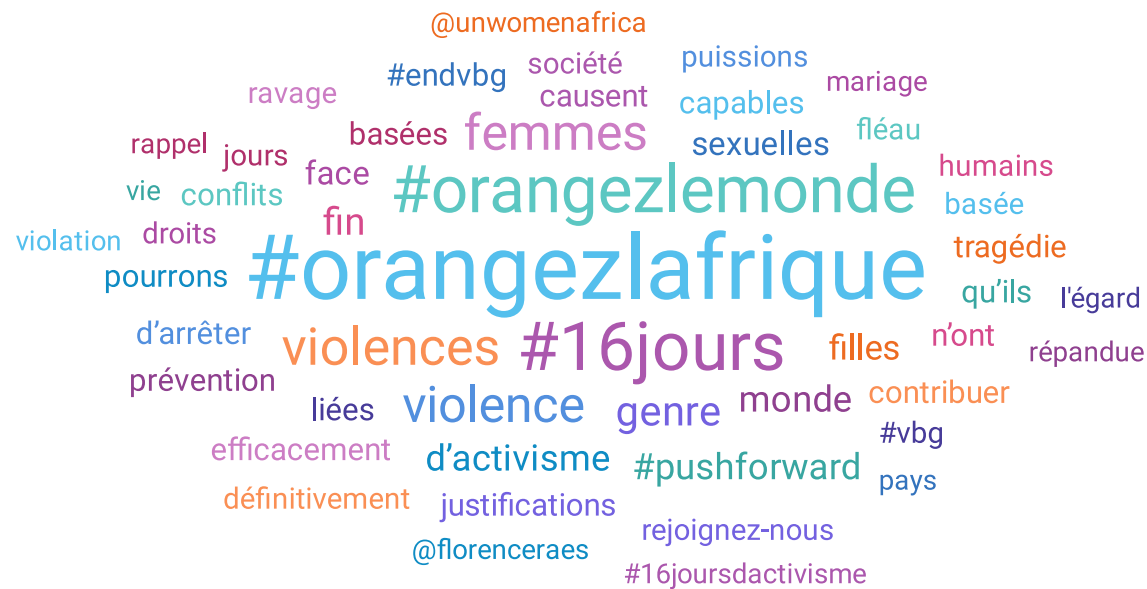 @unwomenafrica
#endvbg société puissions
ravage causent capables mariage
rappel jours basées femmes sexuelles fléau
vie conflits face #orangezlemonde humains
violation droits fin basée
pourrons #orangezlafrique tragédie
qu’ils l'égard
d’arrêter violences #16jours filles n’ont répandue
prévention liées violence genre monde contribuer
#vbg
efficacement d’activisme #pushforward pays
définitivement justifications
@florenceraes rejoignez-nous
#16joursdactivisme